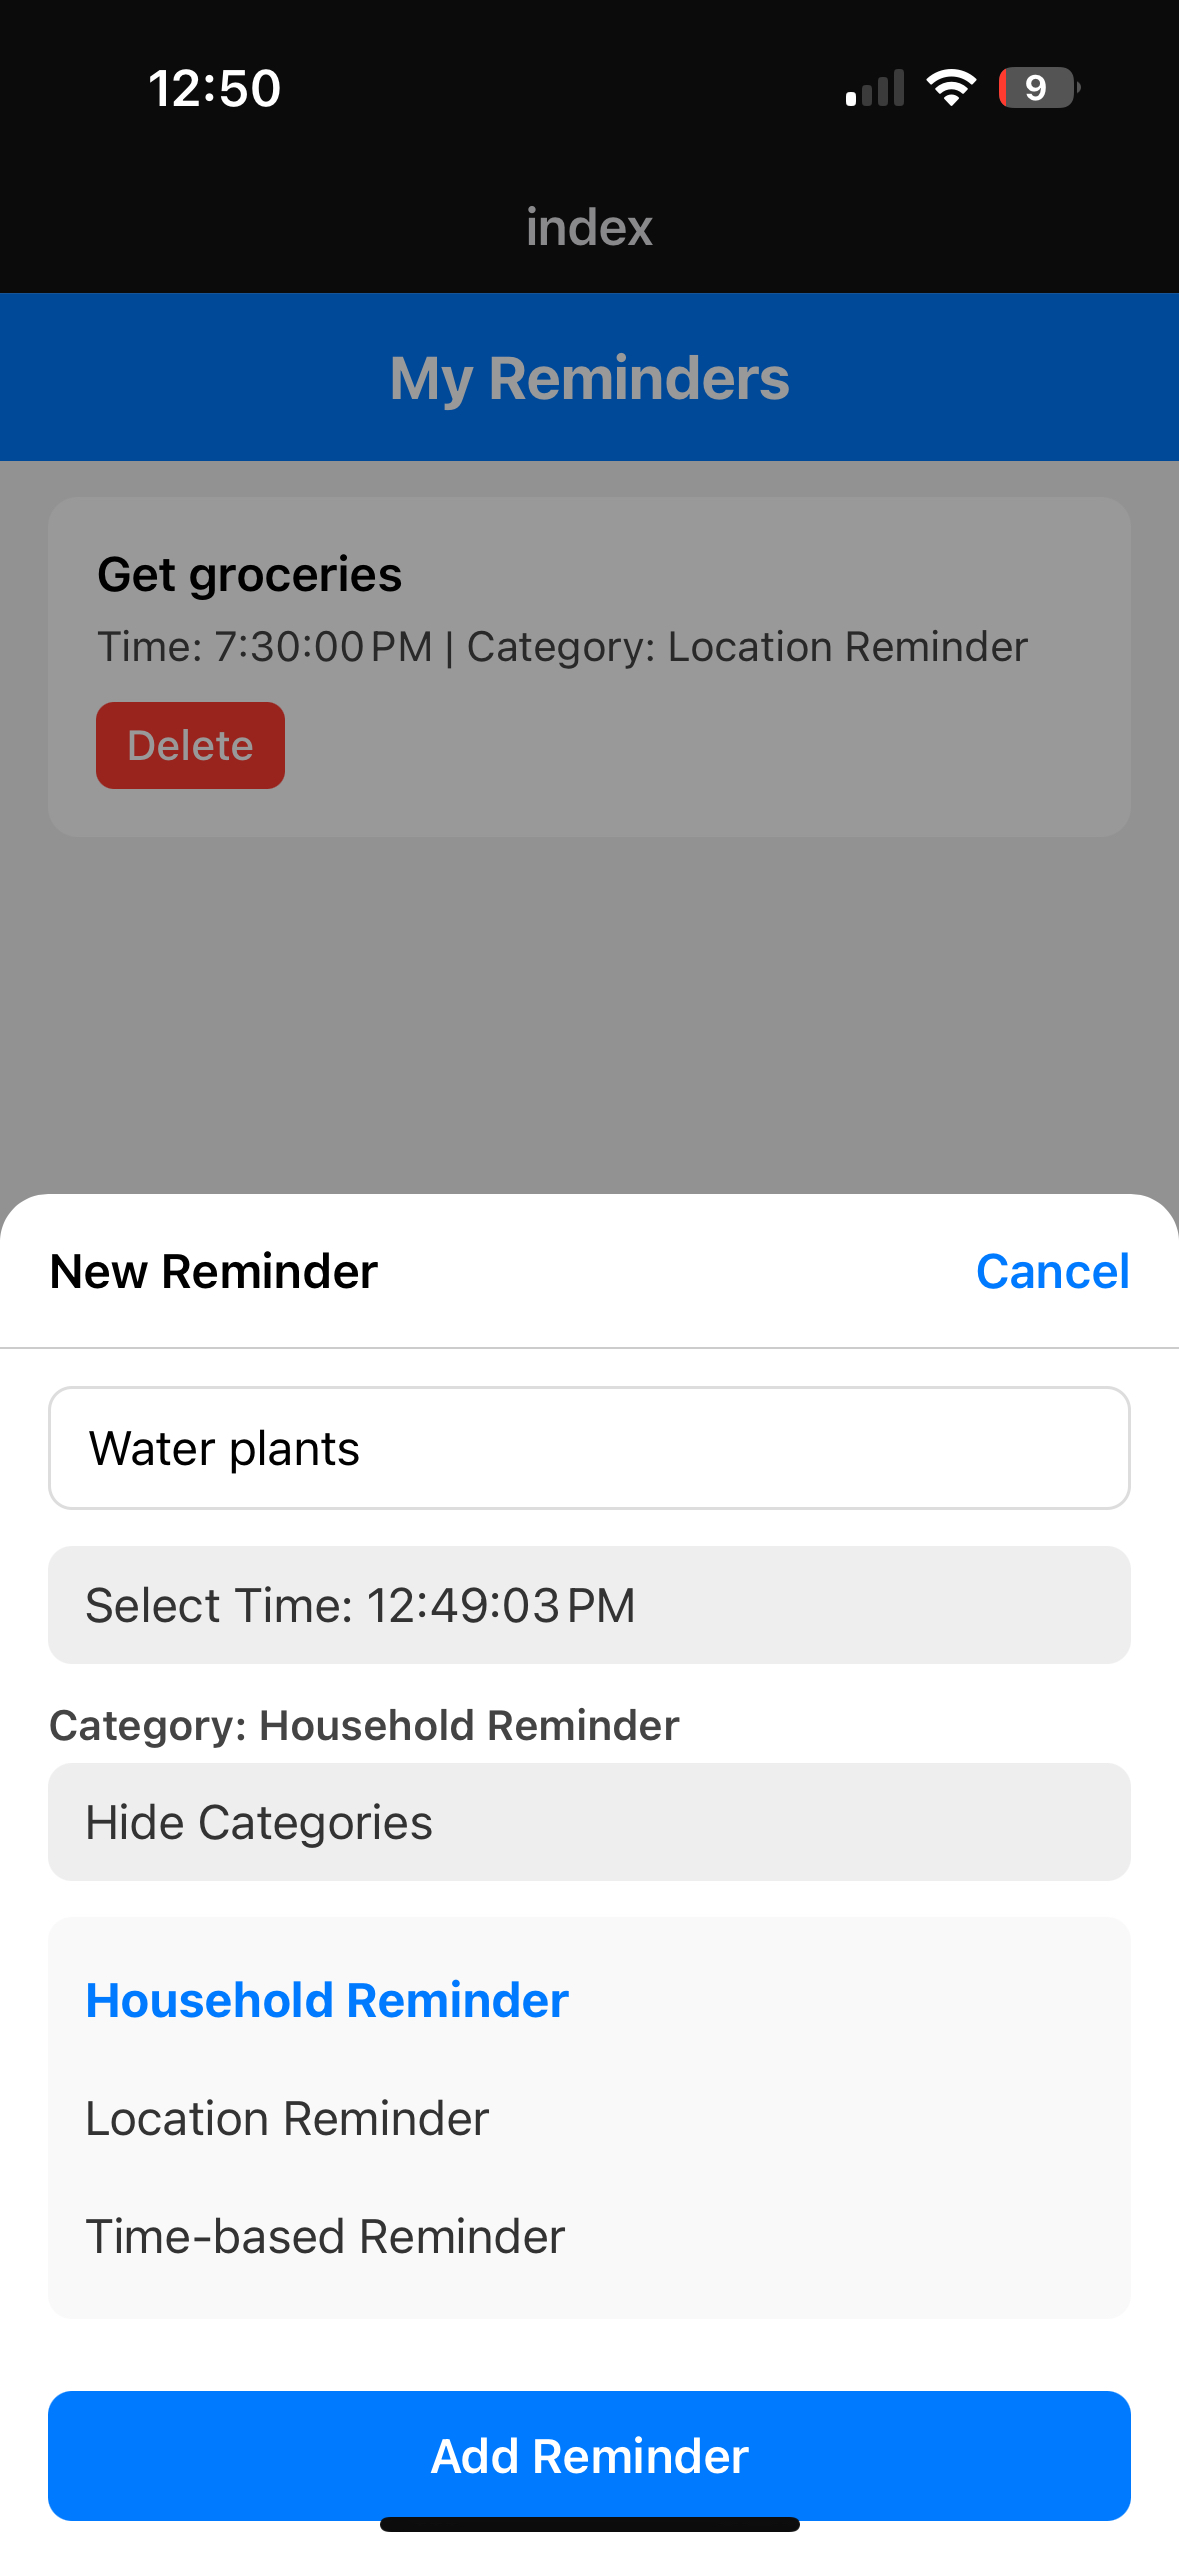 12:50
9
index
My Reminders
Get groceries
Time: 7:30:00 PM | Category: Location Reminder
Delete
New Reminder
Cancel
Water plants
Select Time: 12:49:03 PM
Category: Household Reminder
Hide Categories
Household Reminder
Location Reminder
Time-based Reminder
Add Reminder